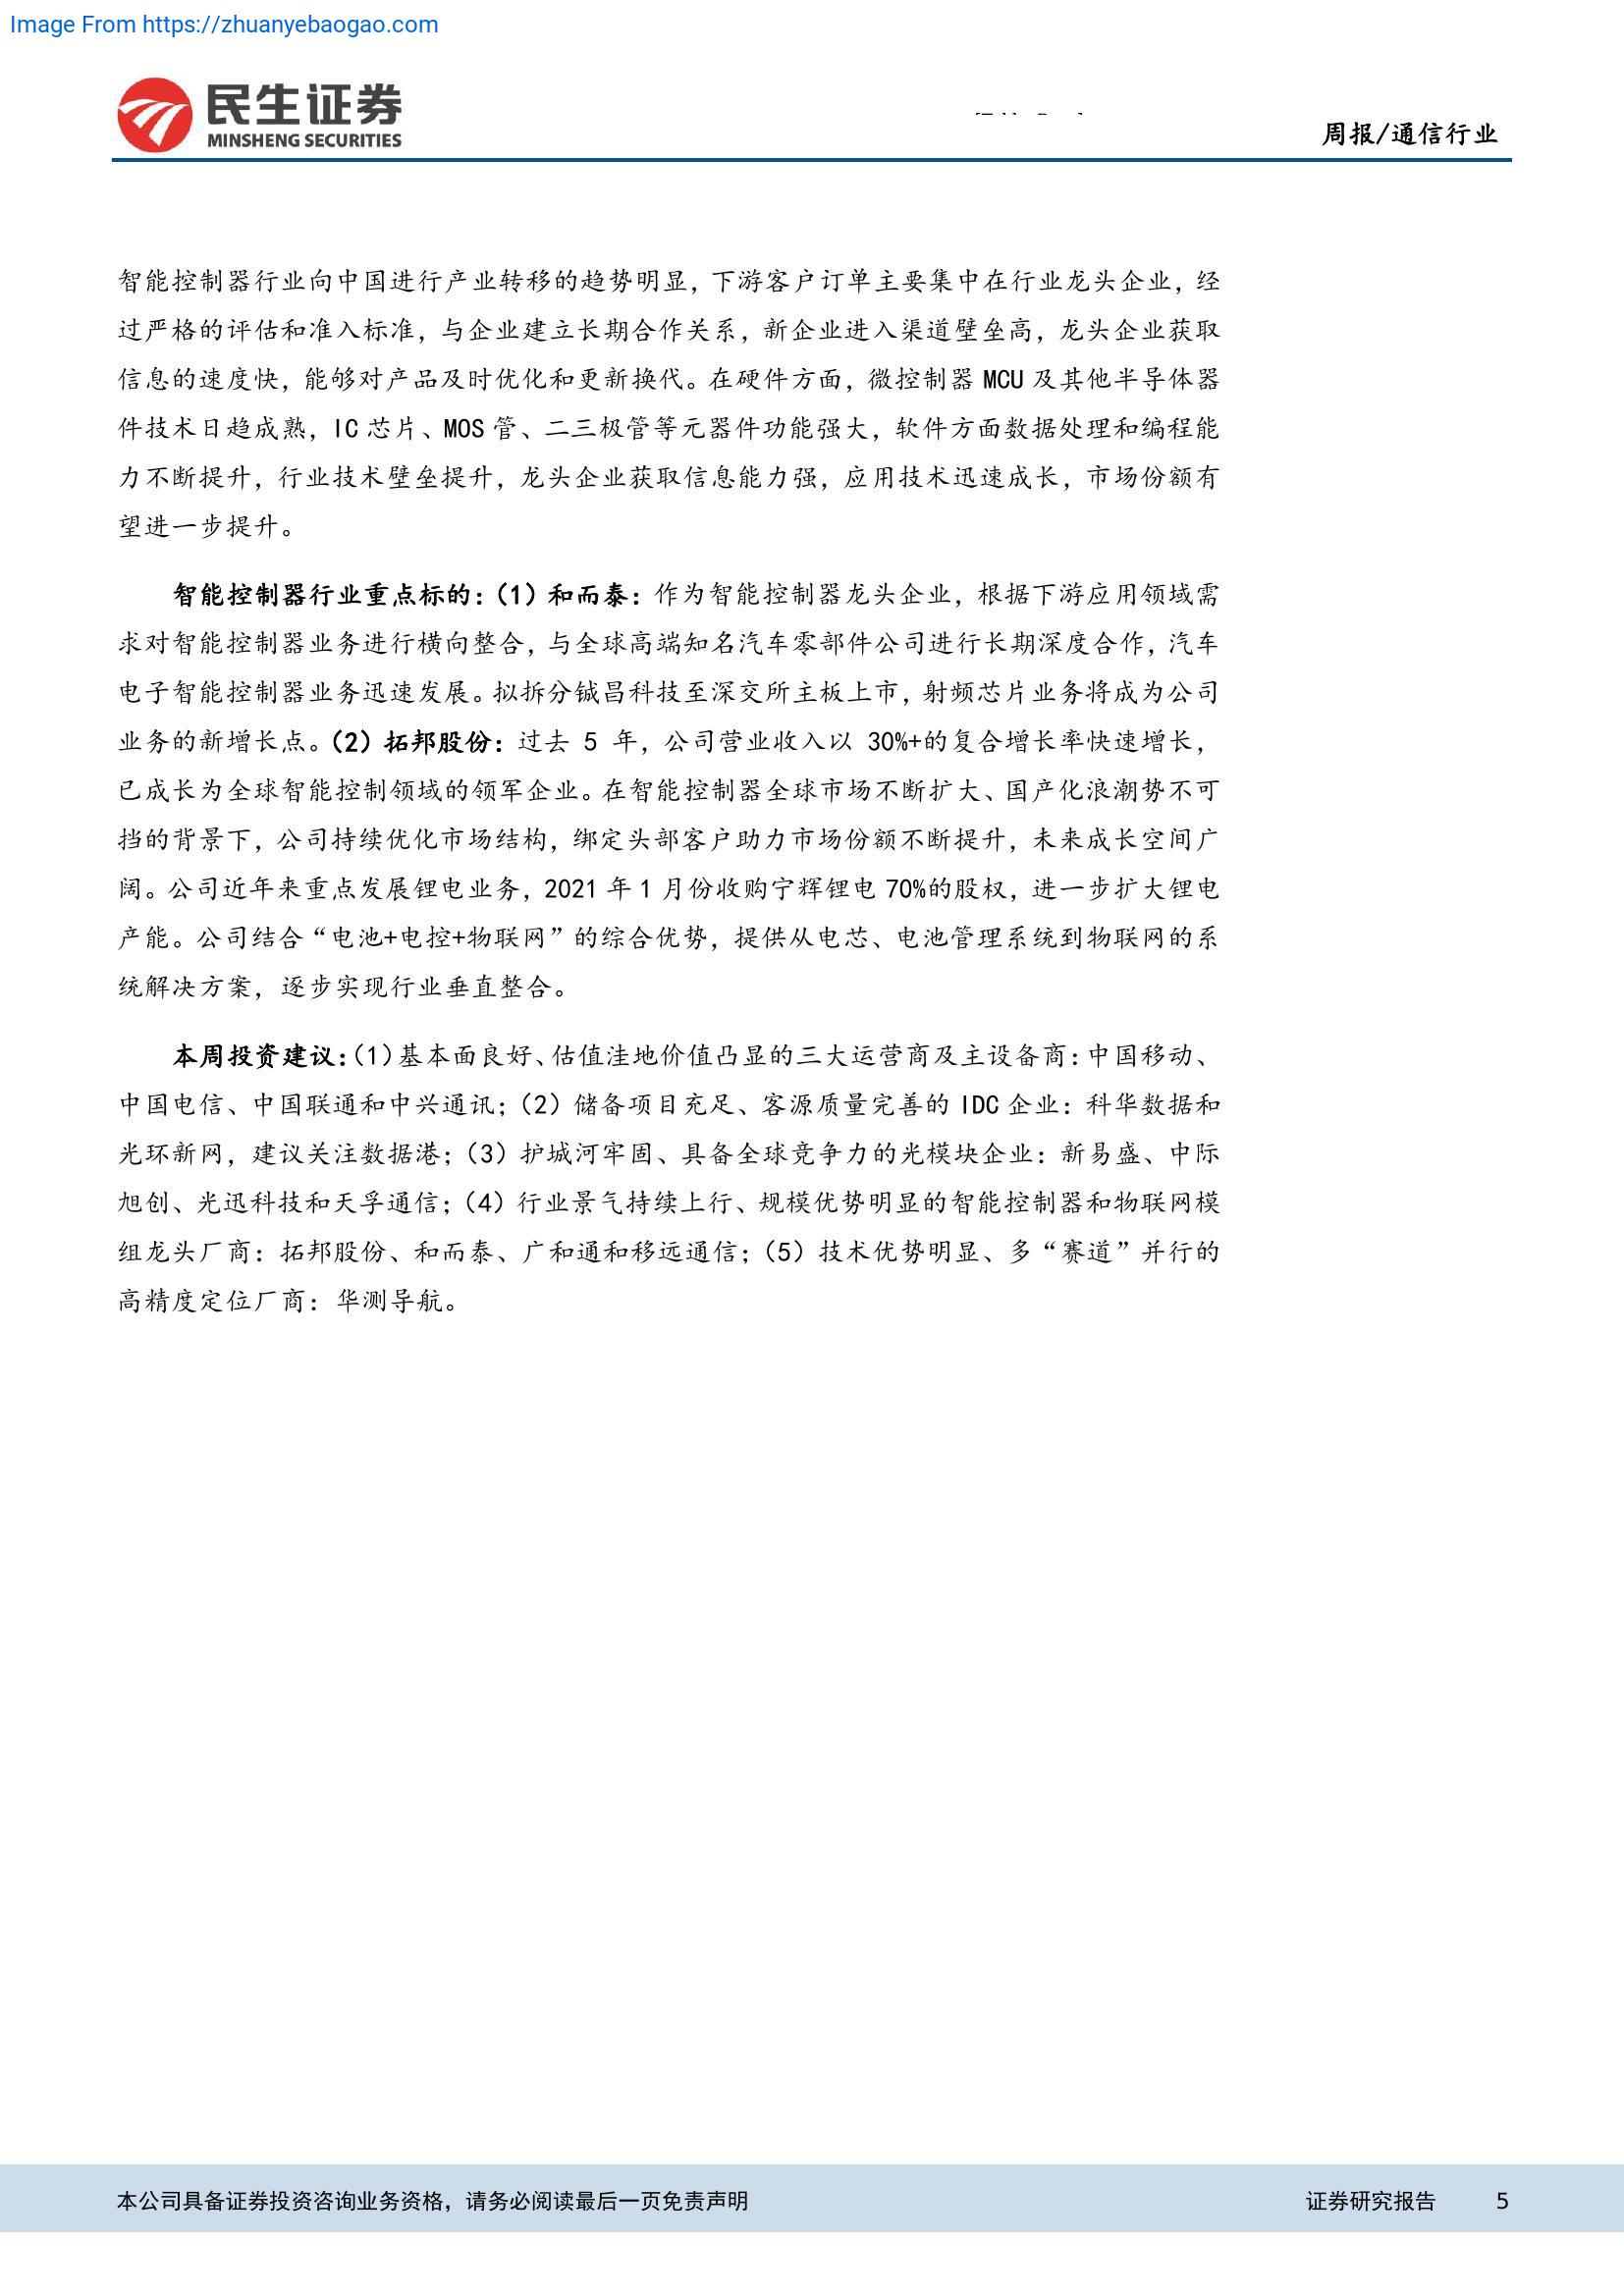 Image From https://zhuanyebaogao.com
民生证券
MINSHENG SECURITIES
周报/通信行业
智能控制器行业向中国进行产业转移的趋势明显，下游客户订单主要集中在行业龙头企业，经
过严格的评估和准入标准，与企业建立长期合作关系，新企业进入渠道壁垒高，龙头企业获取
信息的速度快，能够对产品及时优化和更新换代。在硬件方面，微控制器 MCU 及其他半导体器
件技术日趋成熟，IC 芯片、MOS 管、二三极管等元器件功能强大，软件方面数据处理和编程能
力不断提升，行业技术壁垒提升，龙头企业获取信息能力强，应用技术迅速成长，市场份额有
望进一步提升。
智能控制器行业重点标的：（1）和而泰：作为智能控制器龙头企业，根据下游应用领域需
求对智能控制器业务进行横向整合，与全球高端知名汽车零部件公司进行长期深度合作，汽车
电子智能控制器业务迅速发展。拟拆分铖昌科技至深交所主板上市，射频芯片业务将成为公司
业务的新增长点。（2）拓邦股份：过去 5 年，公司营业收入以 30%+的复合增长率快速增长，
已成长为全球智能控制领域的领军企业。在智能控制器全球市场不断扩大、国产化浪潮势不可
挡的背景下，公司持续优化市场结构，绑定头部客户助力市场份额不断提升，未来成长空间广
阔。公司近年来重点发展锂电业务，2021 年 1 月份收购宁辉锂电 70%的股权，进一步扩大锂电
产能。公司结合“电池+电控+物联网”的综合优势，提供从电芯、电池管理系统到物联网的系
统解决方案，逐步实现行业垂直整合。
本周投资建议：（1）基本面良好、估值洼地价值凸显的三大运营商及主设备商：中国移动、
中国电信、中国联通和中兴通讯；（2）储备项目充足、客源质量完善的 IDC 企业：科华数据和
光环新网，建议关注数据港；（3）护城河牢固、具备全球竞争力的光模块企业：新易盛、中际
旭创、光迅科技和天孚通信；（4）行业景气持续上行、规模优势明显的智能控制器和物联网模
组龙头厂商：拓邦股份、和而泰、广和通和移远通信；（5）技术优势明显、多“赛道”并行的
高精度定位厂商：华测导航。
本公司具备证券投资咨询业务资格，请务必阅读最后一页免责声明
证券研究报告 5